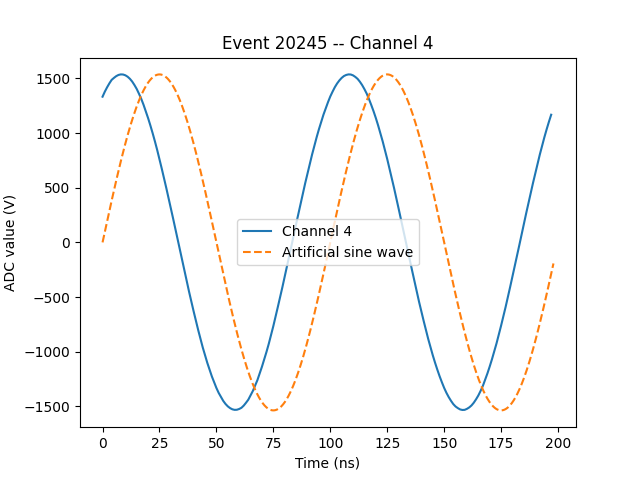 Event 20245 -- Channel 4
ADC value (V)
1500
1000
500
0
−500
−1000
−1500
Channel 4
Artificial sine wave
0 25 50 75 100 125 150 175 200
Time (ns)